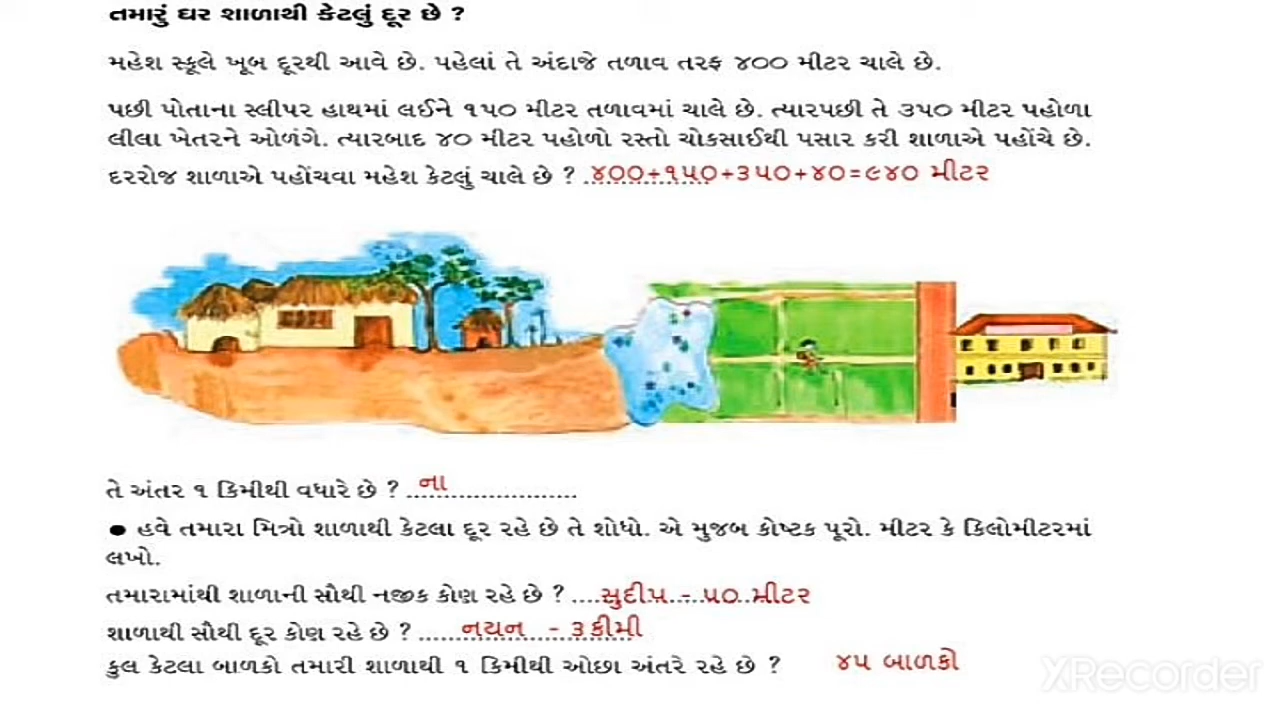 તમારું ઘર શાળાથી કેટલું દૂર છે ?
મહેશ સ્કૂલે ખૂબ દૂરથી આવે છે. પહેલાં તે અંદાજે તળાવ તરફ ૪૦૦ મીટર ચાલે છે.
પછી પોતાના સ્લીપર હાથમાં લઈને ૧૫૦ મીટર તળાવમાં ચાલે છે. ત્યારપછી તે ૩૫૦ મીટર પહોળા
લીલા ખેતરને ઓળંગે. ત્યારબાદ ૪૦ મીટર પહોળો રસ્તો ચોકસાઈથી પસાર કરી શાળાએ પહોંચે છે.
દરરોજ શાળાએ પહોંચવા મહેશ કેટલું ચાલે છે ? ૪૦૦+૧૫૦+૩૫૦+૪૦=૯૪૦ મીટર
તે અંતર ૧ કિમીથી વધારે છે ? ના
● હવે તમારા મિત્રો શાળાથી કેટલા દૂર રહે છે તે શોધો. એ મુજબ કોષ્ટક પૂરો. મીટર કે કિલોમીટરમાં
લખો.
તમારામાંથી શાળાની સૌથી નજીક કોણ રહે છે ? સુદીપ - ૫૦ મીટર
શાળાથી સૌથી દૂર કોણ રહે છે ? નયન - ૩કીમી
કુલ કેટલા બાળકો તમારી શાળાથી ૧ કિમીથી ઓછા અંતરે રહે છે ? ૪૫ બાળકો
XRecorder